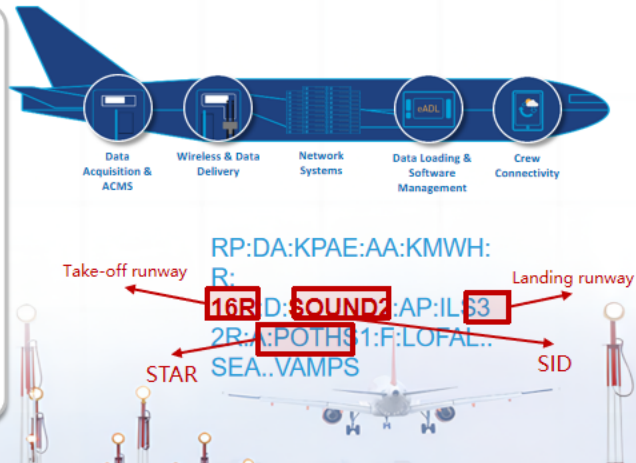 eADL
Data
Acquisition &
ACMS
Wireless & Data
Delivery
Network
Systems
Data Loading &
Software
Management
Crew
Connectivity
RP:DA:KPAE:AA:KMWH:
R:
16R:D:SOUND2:AP:ILS3
2R:A:POTHS1:F:LOFAL..
SEA..VAMPS
Take-off runway
Landing runway
STAR
SID